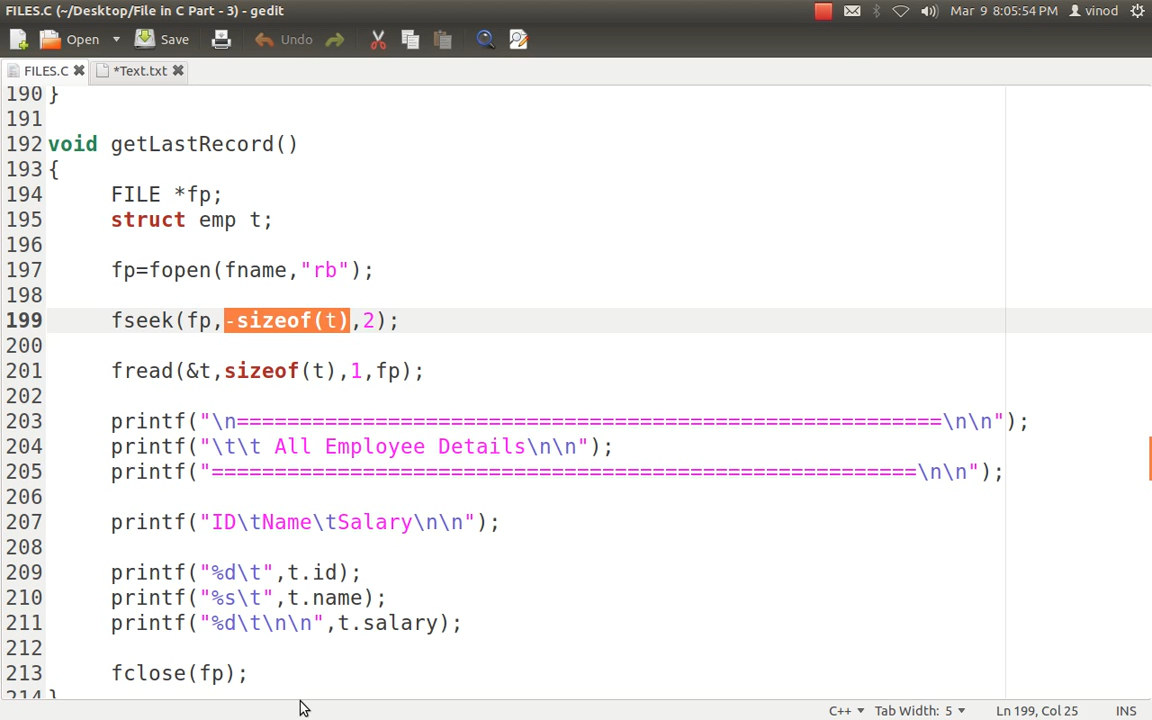 FILES.C (~/Desktop/File in C Part - 3) - gedit Mar 9 8:05:54 PM vinod
Open Save Undo
FILES.C *Text.txt
190 }
191
192 void getLastRecord()
193 {
194 FILE *fp;
195 struct emp t;
196
197 fp=fopen(fname,"rb");
198
199 fseek(fp,-sizeof(t),2);
200
201 fread(&t,sizeof(t),1,fp);
202
203 printf("\n========================================================\n\n");
204 printf("\t\t All Employee Details\n\n");
205 printf("========================================================\n\n");
206
207 printf("ID\tName\tSalary\n\n");
208
209 printf("%d\t",t.id);
210 printf("%s\t",t.name);
211 printf("%d\t\n\n",t.salary);
212
213 fclose(fp);
214 }
C++ Tab Width: 5 Ln 199, Col 25 INS